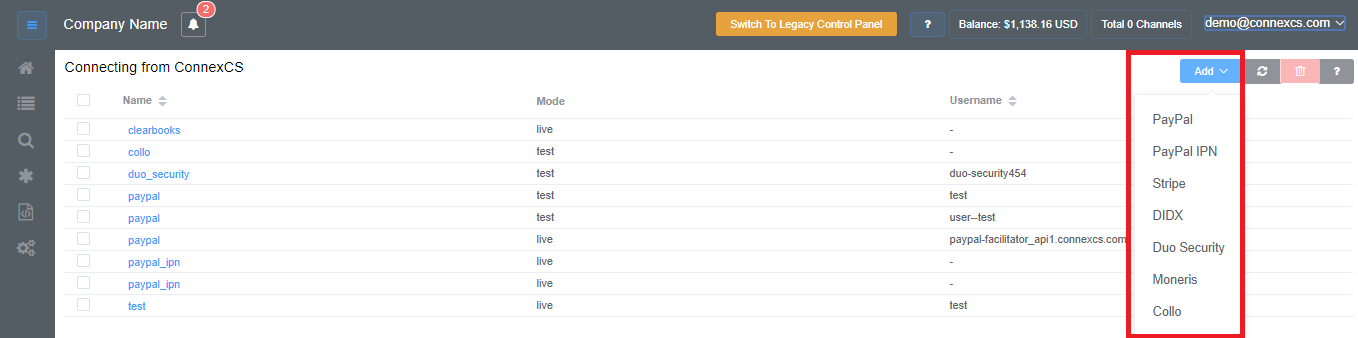 Company Name 2 Switch To Legacy Control Panel ? Balance: $1,138.16 USD Total 0 Channels demo@connexcs.com
Connecting from ConnexCS Add ?
Name Mode Username
clearbooks live -
collo test -
duo_security test duo-security454
paypal test test
paypal test user--test
paypal live paypal-facilitator_api1.connexcs.com
paypal_ipn live -
paypal_ipn live -
test live test
PayPal
PayPal IPN
Stripe
DIDX
Duo Security
Moneris
Collo